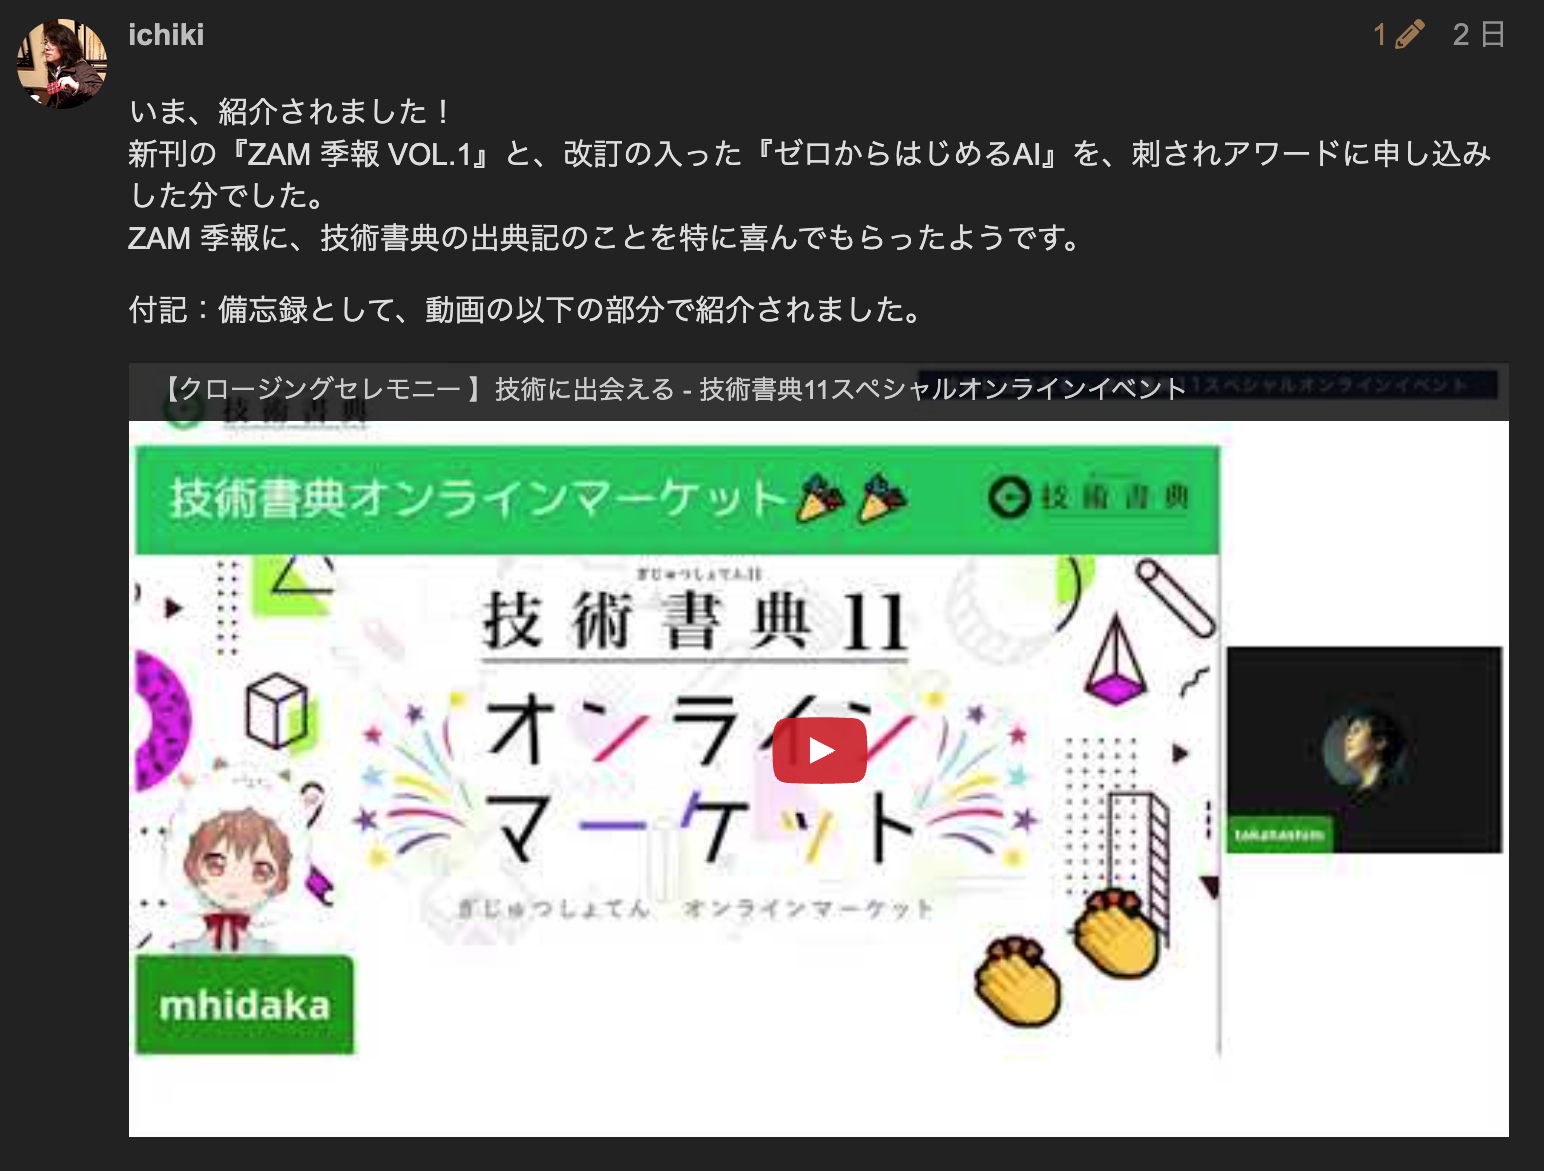 ichiki
1
2 日
いま、紹介されました！
新刊の『ZAM 季報 VOL.1』と、改訂の入った『ゼロからはじめるAI』を、刺されアワードに申し込み
した分でした。
ZAM 季報に、技術書典の出典記のことを特に喜んでもらったようです。
付記：備忘録として、動画の以下の部分で紹介されました。
【クロージングセレモニー 】技術に出会える - 技術書典11スペシャルオンラインイベント
技術書典
技術書典オンラインマーケット
技術書典
ぎじゅつしょてん11
技術書典11
オンライン
マーケット
ぎじゅつしょてん オンラインマーケット
mhidaka